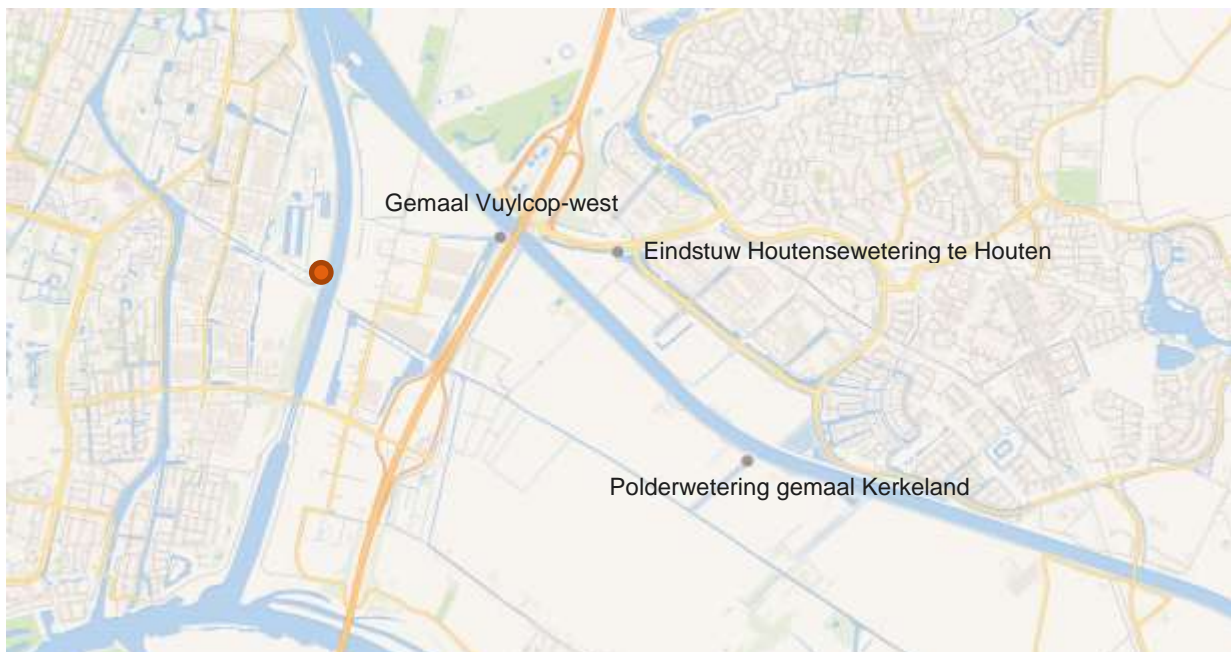 Gemaal Vuylcop-west
Eindstuw Houtensewetering te Houten
Polderwetering gemaal Kerkeland